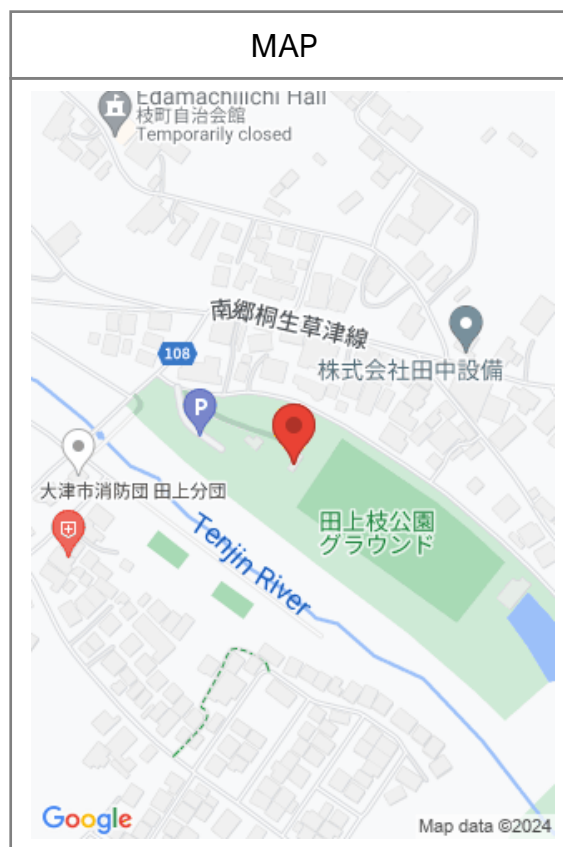 MAP
Edamachiichi Hall
枝町自治会館
Temporarily closed
南郷桐生草津線
108
株式会社田中設備
P
大津市消防団 田上分団
田上枝公園
グラウンド
Tenjin River
Google
Map data ©2024